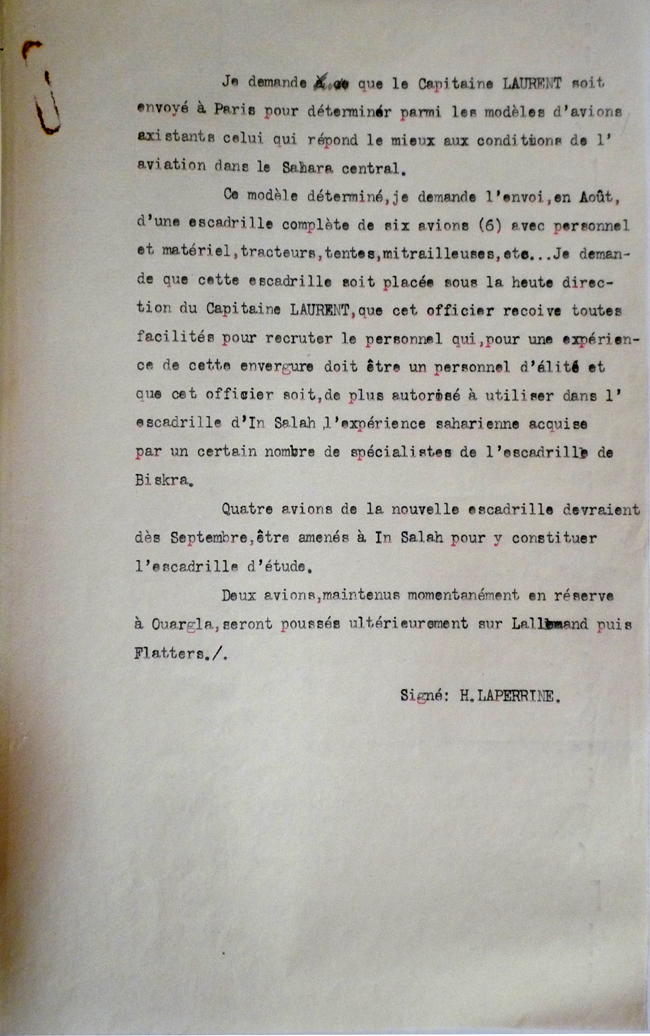 Je demande à ce que le Capitaine LAURENT soit
envoyé à Paris pour déterminér parmi les modèles d'avions
axistants celui qui répond le mieux aux conditions de l'
aviation dans le Sahara central.
Ce modèle déterminé,je demande l'envoi,en Août,
d'une escadrille complète de six avions (6) avec personnel
et matériel,tracteurs,tentes,mitrailleuses,etc...Je deman-
de que cette escadrille soit placée sous la heute direc-
tion du Capitaine LAURENT,que cet officier recoive toutes
facilités pour recruter le personnel qui,pour une expérien-
ce de cette envergure doit être un personnel d'élité et
que cet officier soit,de plus autorisé à utiliser dans l'
escadrille d'In Salah,l'expérience saharienne acquise
par un certain nombre de spécialistes de l'escadrille de
Biskra.
Quatre avions de la nouvelle escadrille devraient
dès Septembre,être amenés à In Salah pour y constituer
l'escadrille d'étude.
Deux avions,maintenus momentanément en réserve
à Ouargla,seront poussés ultérieurement sur Lallemand puis
Flatters./.
Signé: H.LAPERRINE.